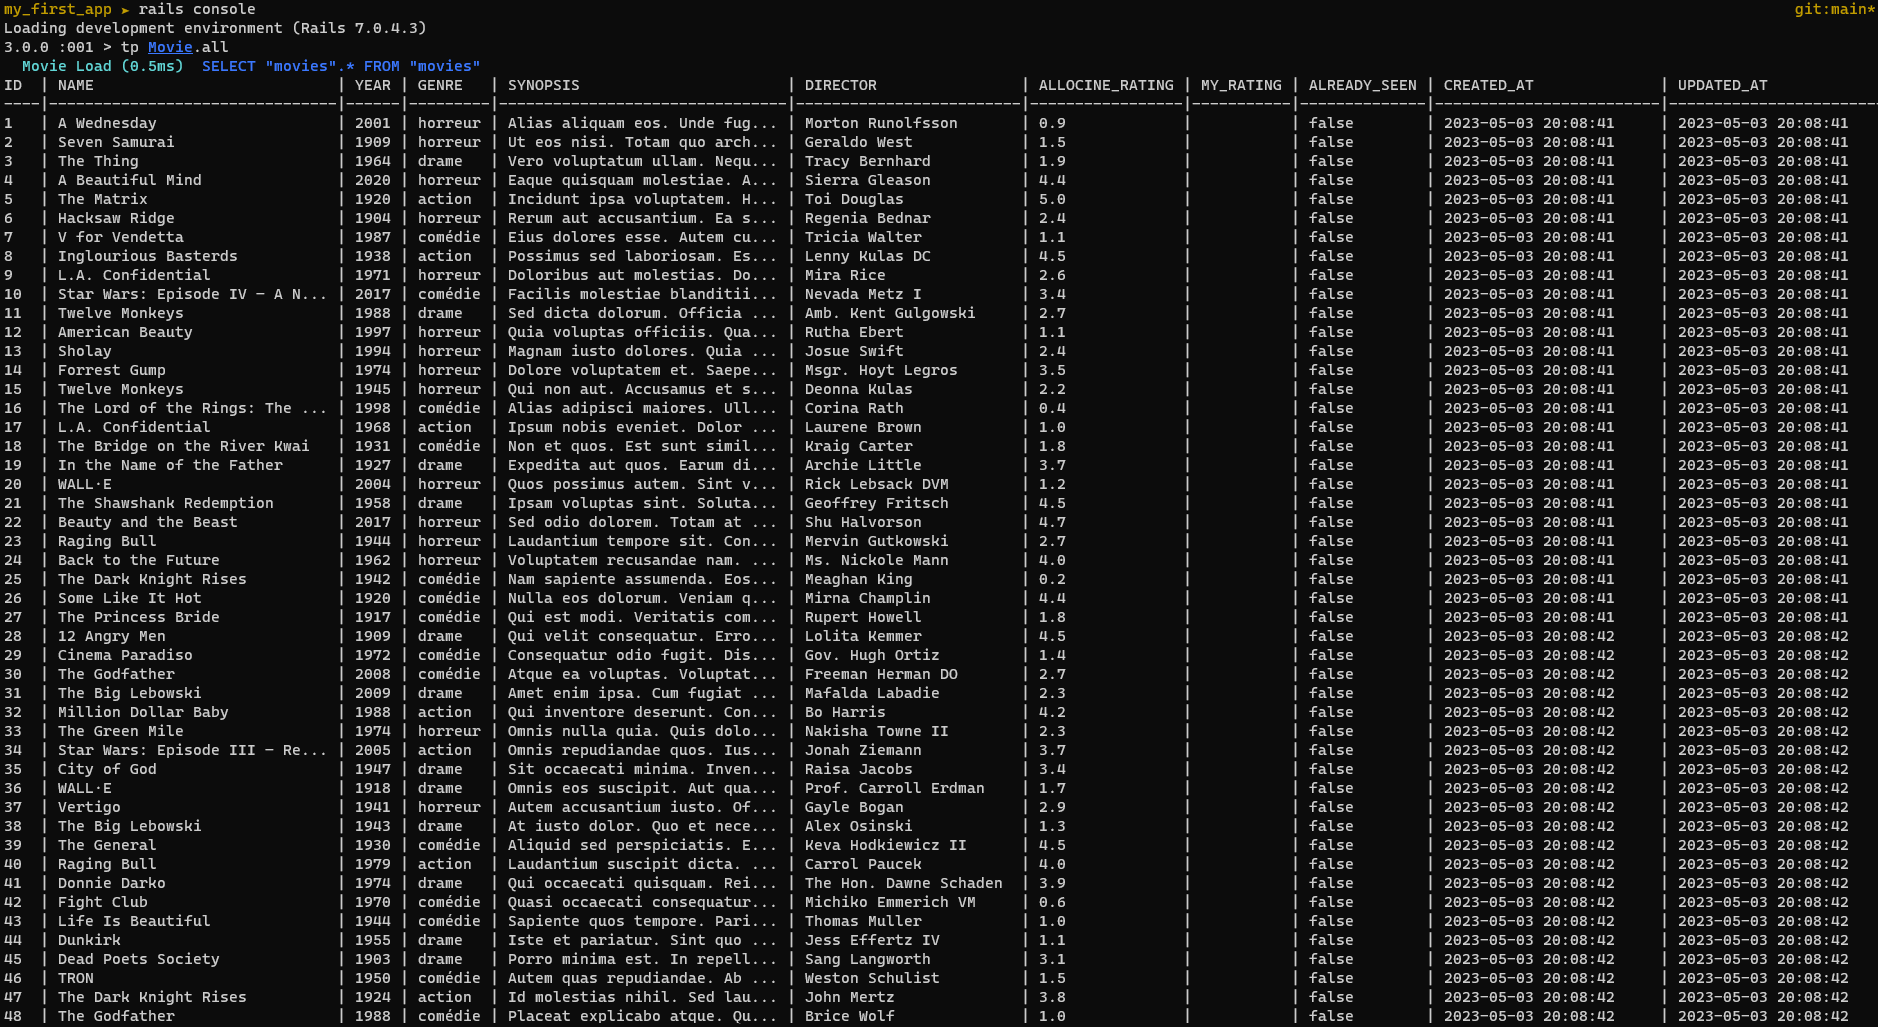 my_first_app ► rails console git:main*
Loading development environment (Rails 7.0.4.3)
3.0.0 :001 > tp Movie.all
  Movie Load (0.5ms)  SELECT "movies".* FROM "movies"
ID  | NAME                           | YEAR | GENRE   | SYNOPSIS                       | DIRECTOR                | ALLOCINE_RATING | MY_RATING | ALREADY_SEEN | CREATED_AT          | UPDATED_AT
----|--------------------------------|------|---------|--------------------------------|-------------------------|-----------------|-----------|--------------|-------------------------|-----------------------
1 | A Wednesday | 2001 | horreur | Alias aliquam eos. Unde fug... | Morton Runolfsson | 0.9 | | false | 2023-05-03 20:08:41 | 2023-05-03 20:08:41
2 | Seven Samurai | 1909 | horreur | Ut eos nisi. Totam quo arch... | Geraldo West | 1.5 | | false | 2023-05-03 20:08:41 | 2023-05-03 20:08:41
3 | The Thing | 1964 | drame | Vero voluptatum ullam. Nequ... | Tracy Bernhard | 1.9 | | false | 2023-05-03 20:08:41 | 2023-05-03 20:08:41
4 | A Beautiful Mind | 2020 | horreur | Eaque quisquam molestiae. A... | Sierra Gleason | 4.4 | | false | 2023-05-03 20:08:41 | 2023-05-03 20:08:41
5 | The Matrix | 1920 | action | Incidunt ipsa voluptatem. H... | Toi Douglas | 5.0 | | false | 2023-05-03 20:08:41 | 2023-05-03 20:08:41
6 | Hacksaw Ridge | 1904 | horreur | Rerum aut accusantium. Ea s... | Regenia Bednar | 2.4 | | false | 2023-05-03 20:08:41 | 2023-05-03 20:08:41
7 | V for Vendetta | 1987 | comédie | Eius dolores esse. Autem cu... | Tricia Walter | 1.1 | | false | 2023-05-03 20:08:41 | 2023-05-03 20:08:41
8 | Inglourious Basterds | 1938 | action | Possimus sed laboriosam. Es... | Lenny Kulas DC | 4.5 | | false | 2023-05-03 20:08:41 | 2023-05-03 20:08:41
9 | L.A. Confidential | 1971 | horreur | Doloribus aut molestias. Do... | Mira Rice | 2.6 | | false | 2023-05-03 20:08:41 | 2023-05-03 20:08:41
10 | Star Wars: Episode IV – A N... | 2017 | comédie | Facilis molestiae blanditii... | Nevada Metz I | 3.4 | | false | 2023-05-03 20:08:41 | 2023-05-03 20:08:41
11 | Twelve Monkeys | 1988 | drame | Sed dicta dolorum. Officia ... | Amb. Kent Gulgowski | 2.7 | | false | 2023-05-03 20:08:41 | 2023-05-03 20:08:41
12 | American Beauty | 1997 | horreur | Quia voluptas officiis. Qua... | Rutha Ebert | 1.1 | | false | 2023-05-03 20:08:41 | 2023-05-03 20:08:41
13 | Sholay | 1994 | horreur | Magnam iusto dolores. Quia ... | Josue Swift | 2.4 | | false | 2023-05-03 20:08:41 | 2023-05-03 20:08:41
14 | Forrest Gump | 1974 | horreur | Dolore voluptatem et. Saepe... | Msgr. Hoyt Legros | 3.5 | | false | 2023-05-03 20:08:41 | 2023-05-03 20:08:41
15 | Twelve Monkeys | 1945 | horreur | Qui non aut. Accusamus et s... | Deonna Kulas | 2.2 | | false | 2023-05-03 20:08:41 | 2023-05-03 20:08:41
16 | The Lord of the Rings: The ... | 1998 | comédie | Alias adipisci maiores. Ull... | Corina Rath | 0.4 | | false | 2023-05-03 20:08:41 | 2023-05-03 20:08:41
17 | L.A. Confidential | 1968 | action | Ipsum nobis eveniet. Dolor ... | Laurene Brown | 1.0 | | false | 2023-05-03 20:08:41 | 2023-05-03 20:08:41
18 | The Bridge on the River Kwai | 1931 | comédie | Non et quos. Est sunt simil... | Kraig Carter | 1.8 | | false | 2023-05-03 20:08:41 | 2023-05-03 20:08:41
19 | In the Name of the Father | 1927 | drame | Expedita aut quos. Earum di... | Archie Little | 3.7 | | false | 2023-05-03 20:08:41 | 2023-05-03 20:08:41
20 | WALL·E | 2004 | horreur | Quos possimus autem. Sint v... | Rick Lebsack DVM | 1.2 | | false | 2023-05-03 20:08:41 | 2023-05-03 20:08:41
21 | The Shawshank Redemption | 1958 | drame | Ipsam voluptas sint. Soluta... | Geoffrey Fritsch | 4.5 | | false | 2023-05-03 20:08:41 | 2023-05-03 20:08:41
22 | Beauty and the Beast | 2017 | horreur | Sed odio dolorem. Totam at ... | Shu Halvorson | 4.7 | | false | 2023-05-03 20:08:41 | 2023-05-03 20:08:41
23 | Raging Bull | 1944 | horreur | Laudantium tempore sit. Con... | Mervin Gutkowski | 2.7 | | false | 2023-05-03 20:08:41 | 2023-05-03 20:08:41
24 | Back to the Future | 1962 | horreur | Voluptatem recusandae nam. ... | Ms. Nickole Mann | 4.0 | | false | 2023-05-03 20:08:41 | 2023-05-03 20:08:41
25 | The Dark Knight Rises | 1942 | comédie | Nam sapiente assumenda. Eos... | Meaghan King | 0.2 | | false | 2023-05-03 20:08:41 | 2023-05-03 20:08:41
26 | Some Like It Hot | 1920 | comédie | Nulla eos dolorum. Veniam q... | Mirna Champlin | 4.4 | | false | 2023-05-03 20:08:41 | 2023-05-03 20:08:41
27 | The Princess Bride | 1917 | comédie | Qui est modi. Veritatis com... | Rupert Howell | 1.8 | | false | 2023-05-03 20:08:41 | 2023-05-03 20:08:41
28 | 12 Angry Men | 1909 | drame | Qui velit consequatur. Erro... | Lolita Kemmer | 4.5 | | false | 2023-05-03 20:08:42 | 2023-05-03 20:08:42
29 | Cinema Paradiso | 1972 | comédie | Consequatur odio fugit. Dis... | Gov. Hugh Ortiz | 1.4 | | false | 2023-05-03 20:08:42 | 2023-05-03 20:08:42
30 | The Godfather | 2008 | comédie | Atque ea voluptas. Voluptat... | Freeman Herman DO | 2.7 | | false | 2023-05-03 20:08:42 | 2023-05-03 20:08:42
31 | The Big Lebowski | 2009 | drame | Amet enim ipsa. Cum fugiat ... | Mafalda Labadie | 2.3 | | false | 2023-05-03 20:08:42 | 2023-05-03 20:08:42
32 | Million Dollar Baby | 1988 | action | Qui inventore deserunt. Con... | Bo Harris | 4.2 | | false | 2023-05-03 20:08:42 | 2023-05-03 20:08:42
33 | The Green Mile | 1974 | horreur | Omnis nulla quia. Quis dolo... | Nakisha Towne II | 2.3 | | false | 2023-05-03 20:08:42 | 2023-05-03 20:08:42
34 | Star Wars: Episode III – Re... | 2005 | action | Omnis repudiandae quos. Ius... | Jonah Ziemann | 3.7 | | false | 2023-05-03 20:08:42 | 2023-05-03 20:08:42
35 | City of God | 1947 | drame | Sit occaecati minima. Inven... | Raisa Jacobs | 3.4 | | false | 2023-05-03 20:08:42 | 2023-05-03 20:08:42
36 | WALL·E | 1918 | drame | Omnis eos suscipit. Aut qua... | Prof. Carroll Erdman | 1.7 | | false | 2023-05-03 20:08:42 | 2023-05-03 20:08:42
37 | Vertigo | 1941 | horreur | Autem accusantium iusto. Of... | Gayle Bogan | 2.9 | | false | 2023-05-03 20:08:42 | 2023-05-03 20:08:42
38 | The Big Lebowski | 1943 | drame | At iusto dolor. Quo et nece... | Alex Osinski | 1.3 | | false | 2023-05-03 20:08:42 | 2023-05-03 20:08:42
39 | The General | 1930 | comédie | Aliquid sed perspiciatis. E... | Keva Hodkiewicz II | 4.5 | | false | 2023-05-03 20:08:42 | 2023-05-03 20:08:42
40 | Raging Bull | 1979 | action | Laudantium suscipit dicta. ... | Carrol Paucek | 4.0 | | false | 2023-05-03 20:08:42 | 2023-05-03 20:08:42
41 | Donnie Darko | 1974 | drame | Qui occaecati quisquam. Rei... | The Hon. Dawne Schaden | 3.9 | | false | 2023-05-03 20:08:42 | 2023-05-03 20:08:42
42 | Fight Club | 1970 | comédie | Quasi occaecati consequatur... | Michiko Emmerich VM | 0.6 | | false | 2023-05-03 20:08:42 | 2023-05-03 20:08:42
43 | Life Is Beautiful | 1944 | comédie | Sapiente quos tempore. Pari... | Thomas Muller | 1.0 | | false | 2023-05-03 20:08:42 | 2023-05-03 20:08:42
44 | Dunkirk | 1955 | drame | Iste et pariatur. Sint quo ... | Jess Effertz IV | 1.1 | | false | 2023-05-03 20:08:42 | 2023-05-03 20:08:42
45 | Dead Poets Society | 1903 | drame | Porro minima est. In repell... | Sang Langworth | 3.1 | | false | 2023-05-03 20:08:42 | 2023-05-03 20:08:42
46 | TRON | 1950 | comédie | Autem quas repudiandae. Ab ... | Weston Schulist | 1.5 | | false | 2023-05-03 20:08:42 | 2023-05-03 20:08:42
47 | The Dark Knight Rises | 1924 | action | Id molestias nihil. Sed lau... | John Mertz | 3.8 | | false | 2023-05-03 20:08:42 | 2023-05-03 20:08:42
48 | The Godfather | 1988 | comédie | Placeat explicabo atque. Qu... | Brice Wolf | 1.0 | | false | 2023-05-03 20:08:42 | 2023-05-03 20:08:42